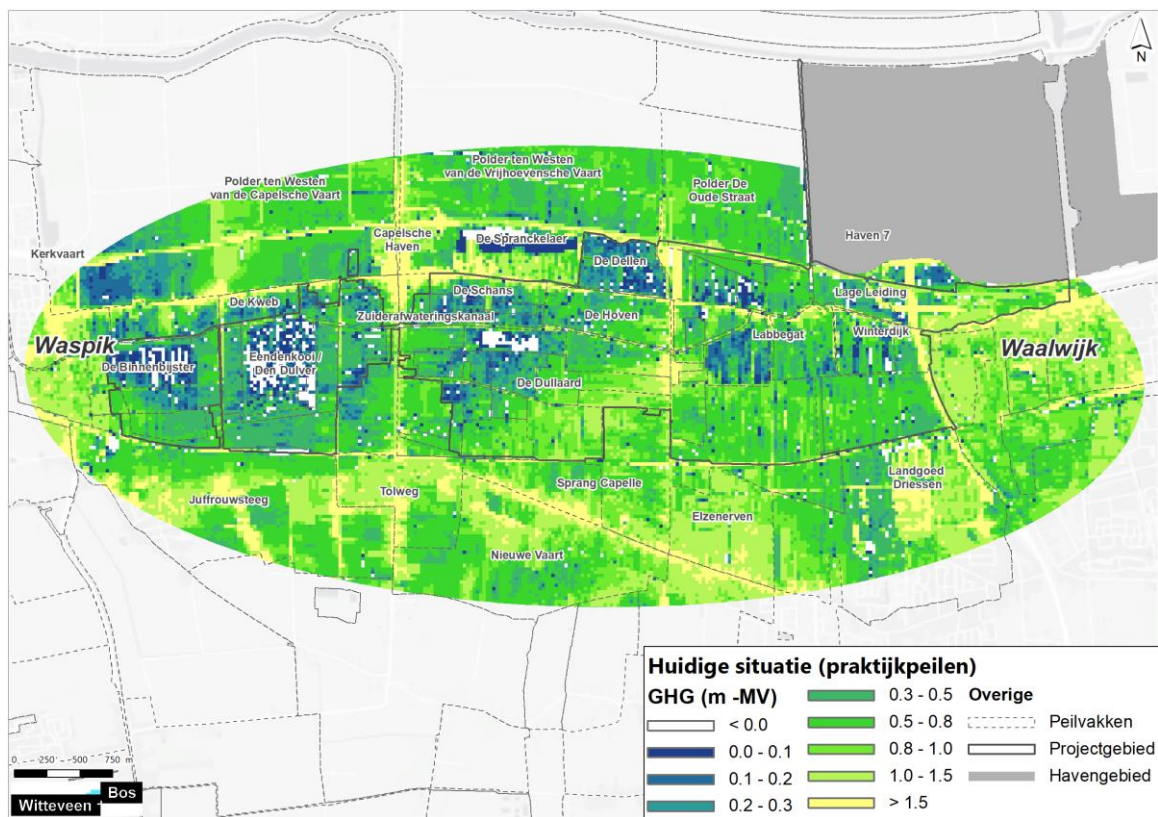 N
Polder ten Westen
van de Vrijhoevensche Vaart
Polder ten Westen
van de Capelsche Vaart
Polder De
Oude Straat
Kerkvaart
Capelsche
Haven
De Spranckelaer
De Dellen
Haven 7
De Kweb
De Schans
Lage Leiding
Zuiderafwateringskanaal
De Hoven
Labbegat
Winterdijk
Waspik
De Binnenbijster
Eendenkooi /
Den Dulver
De Dullaard
Waalwijk
Juffrouwsteeg
Tolweg
Sprang Capelle
Landgoed
Driessen
Elzenerven
Nieuwe Vaart
Huidige situatie (praktijkpeilen)
GHG (m -MV)
< 0.0
0.0 - 0.1
0.1 - 0.2
0.2 - 0.3
0.3 - 0.5
0.5 - 0.8
0.8 - 1.0
1.0 - 1.5
> 1.5
Overige
Peilvakken
Projectgebied
Havengebied
0 250 500 750 m
Witteveen Bos